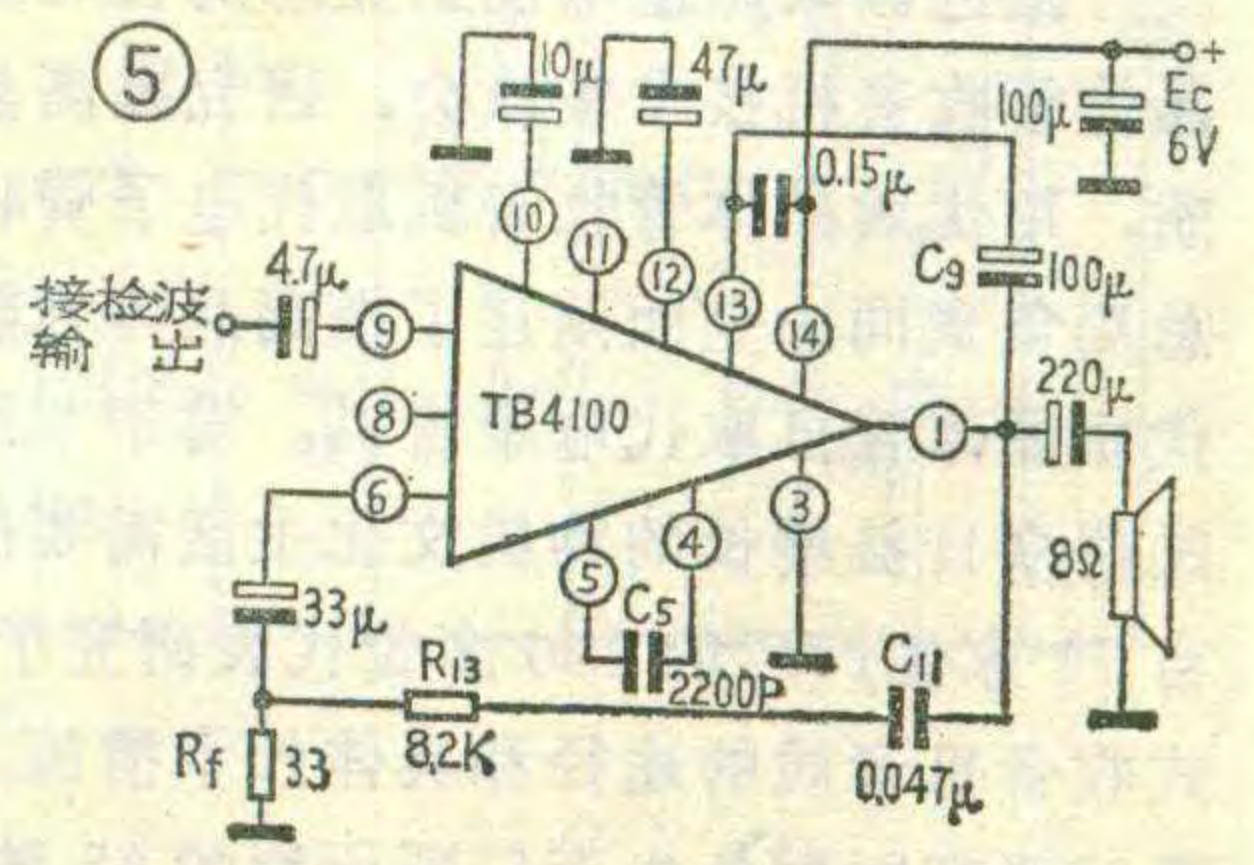 ⑤
10μ
47μ
100μ
Ec
6V
0.15μ
⑩
⑪
⑫
⑬
⑭
C9
100μ
接检波
输 出
4.7μ
⑨
⑧
⑥
TB4100
①
220μ
8Ω
③
④
⑤
C5
2200P
33μ
R13
8.2K
C11
0.047μ
Rf
33
+